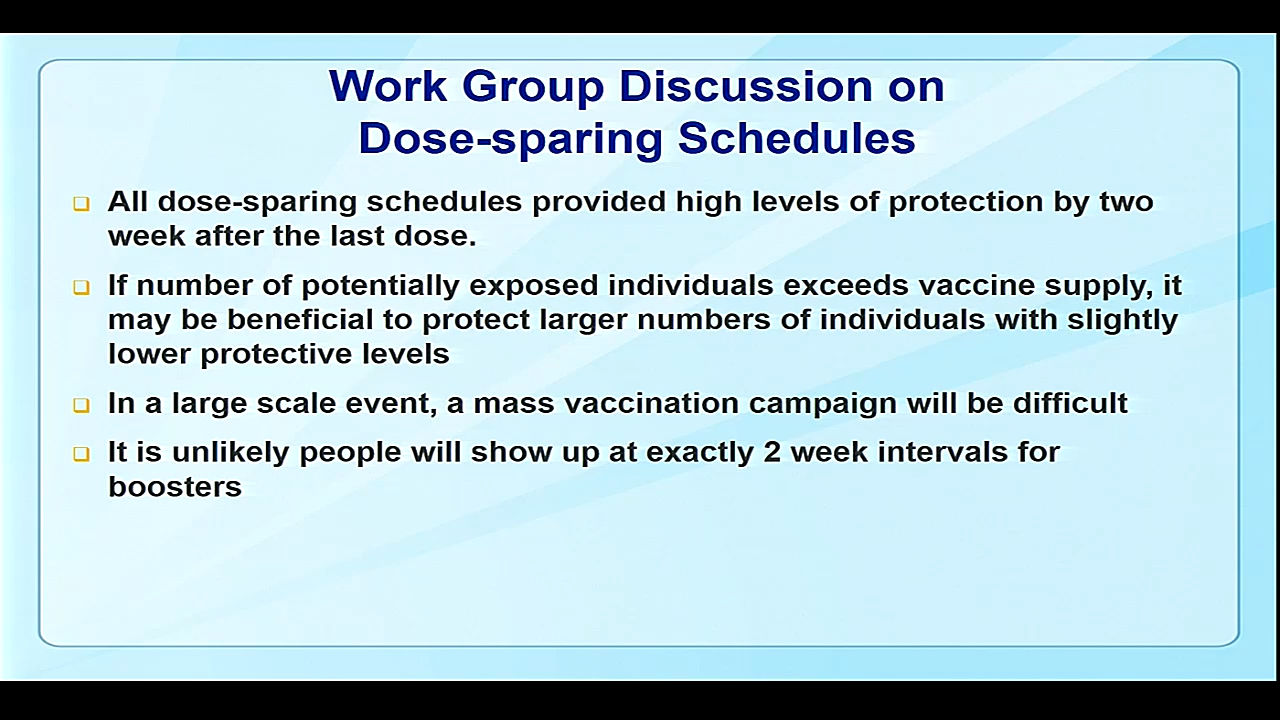 Work Group Discussion on
Dose-sparing Schedules
All dose-sparing schedules provided high levels of protection by two
week after the last dose.
If number of potentially exposed individuals exceeds vaccine supply, it
may be beneficial to protect larger numbers of individuals with slightly
lower protective levels
In a large scale event, a mass vaccination campaign will be difficult
It is unlikely people will show up at exactly 2 week intervals for
boosters